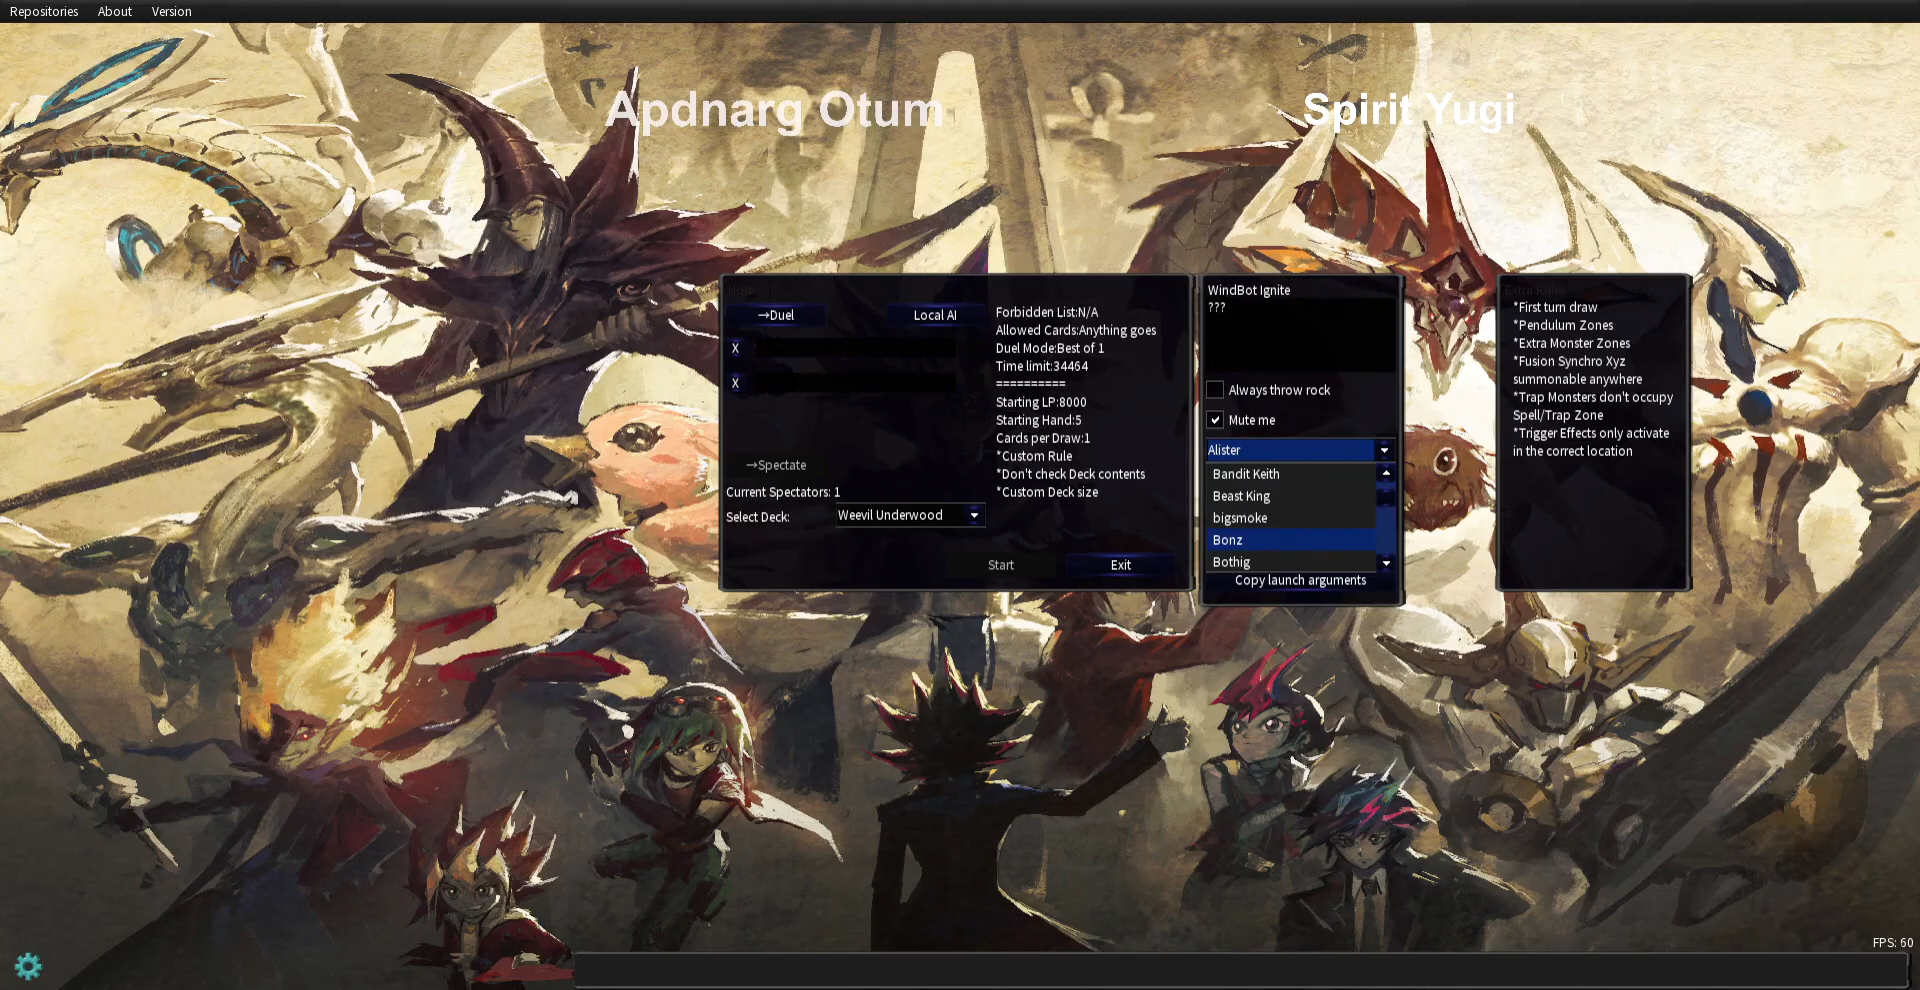 Repositories About Version
Apdnarg Otum
Spirit Yugi
Host
→Duel
Local AI
X
X
→Spectate
Current Spectators: 1
Select Deck:
Weevil Underwood
Forbidden List:N/A
Allowed Cards:Anything goes
Duel Mode:Best of 1
Time limit:34464
==========
Starting LP:8000
Starting Hand:5
Cards per Draw:1
*Custom Rule
*Don't check Deck contents
*Custom Deck size
Start
Exit
WindBot Ignite
???
Always throw rock
Mute me
Alister
Bandit Keith
Beast King
bigsmoke
Bonz
Bothig
Copy launch arguments
Extra Rules
*First turn draw
*Pendulum Zones
*Extra Monster Zones
*Fusion Synchro Xyz
summonable anywhere
*Trap Monsters don't occupy
Spell/Trap Zone
*Trigger Effects only activate
in the correct location
FPS: 60